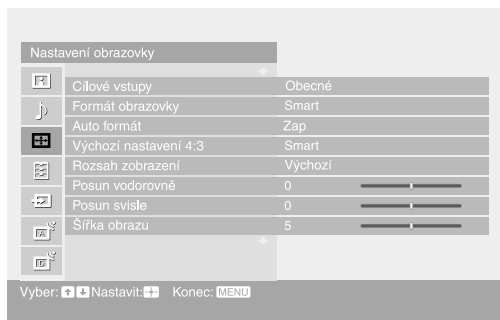 Nastavení obrazovky
Cílové vstupy Obecné
Formát obrazovky Smart
Auto formát Zap
Výchozí nastavení 4:3 Smart
Rozsah zobrazení Výchozí
Posun vodorovně 0
Posun svisle 0
Šířka obrazu 5
A
D
Vyber: Nastavit: Konec: MENU